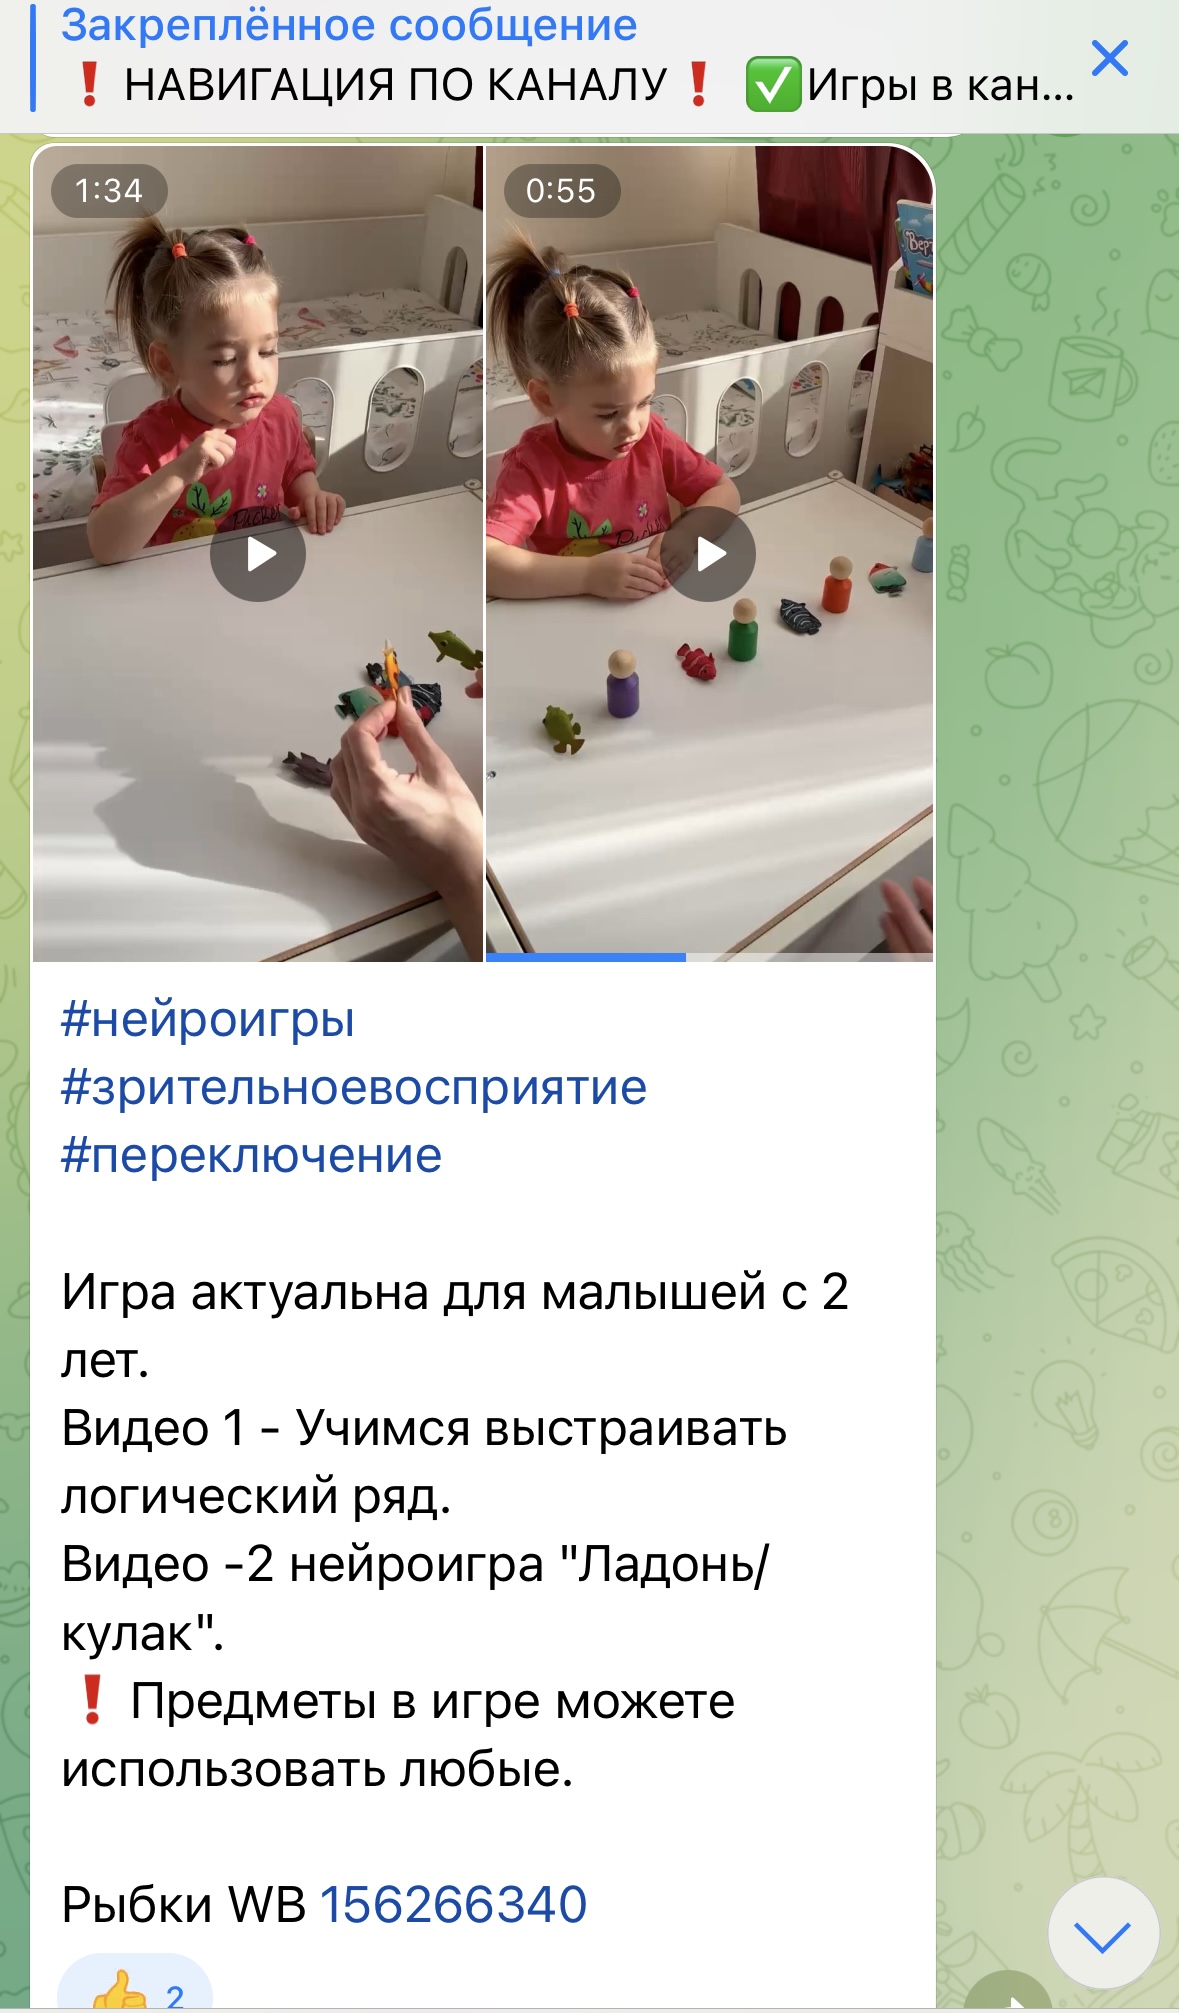 Закреплённое сообщение
❗ НАВИГАЦИЯ ПО КАНАЛУ ❗ ✅Игры в кан...
1:34
0:55
#нейроигры
#зрительноевосприятие
#переключение
Игра актуальна для малышей с 2
лет.
Видео 1 - Учимся выстраивать
логический ряд.
Видео -2 нейроигра "Ладонь/
кулак".
❗ Предметы в игре можете
использовать любые.
Рыбки WB 156266340
👍 2